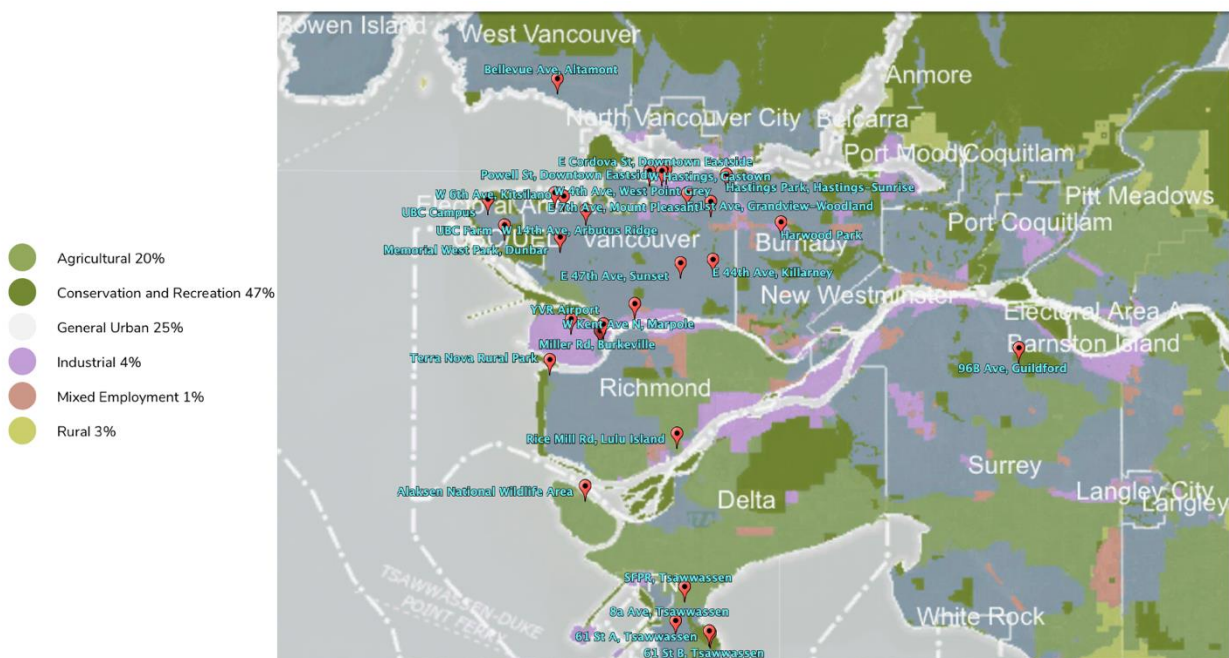 Agricultural 20%
Conservation and Recreation 47%
General Urban 25%
Industrial 4%
Mixed Employment 1%
Rural 3%
Bowen Island
West Vancouver
Bellevue Ave, Altamont
Anmore
North Vancouver City
Belcarra
E Cordova St, Downtown Eastside
Port Moody
Coquitlam
Powell St, Downtown Eastside
W Hastings, Gastown
Hastings Park, Hastings-Sunrise
W 6th Ave, Kitsilano
W 4th Ave, West Point Grey
Pitt Meadows
E 7th Ave, Mount Pleasant
1st Ave, Grandview-Woodland
UBC Campus
Port Coquitlam
UBC Farm
W 14th Ave, Arbutus Ridge
Harwood Park
Vancouver
Burnaby
Memorial West Park, Dunbar
E 47th Ave, Sunset
E 44th Ave, Killarney
New Westminster
YVR Airport
Electoral Area A
W Kent Ave N, Marpole
Miller Rd, Burkeville
Barnston Island
Terra Nova Rural Park
96B Ave, Guildford
Richmond
Rice Mill Rd, Lulu Island
Surrey
Alaksen National Wildlife Area
Delta
Langley City
Langley
SFPR, Tsawwassen
TSAWWASSEN-DUKE
POINT FERRY
8a Ave, Tsawwassen
White Rock
61 St A, Tsawwassen
61 St B, Tsawwassen